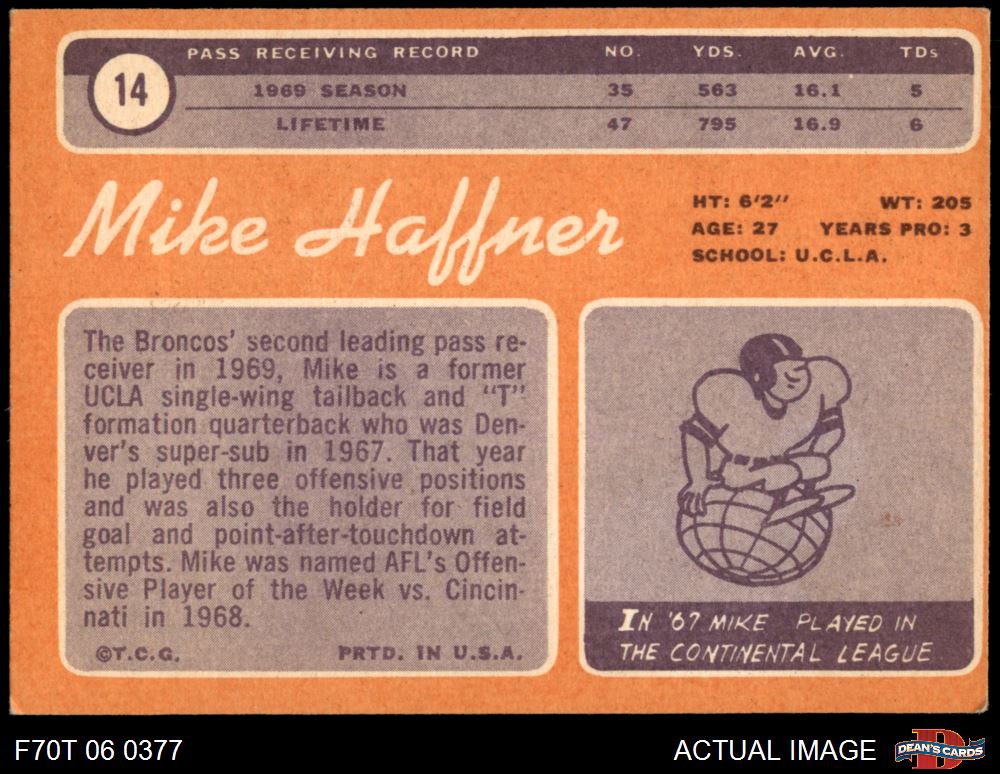 14
PASS RECEIVING RECORD NO. YDS. AVG. TDs
1969 SEASON 35 563 16.1 5
LIFETIME 47 795 16.9 6
Mike Haffner
HT: 6'2" WT: 205
AGE: 27 YEARS PRO: 3
SCHOOL: U.C.L.A.
The Broncos' second leading pass re-
ceiver in 1969, Mike is a former
UCLA single-wing tailback and "T"
formation quarterback who was Den-
ver's super-sub in 1967. That year
he played three offensive positions
and was also the holder for field
goal and point-after-touchdown at-
tempts. Mike was named AFL's Offen-
sive Player of the Week vs. Cincin-
nati in 1968.
©T.C.G. PRTD. IN U.S.A.
IN '67 MIKE PLAYED IN
THE CONTINENTAL LEAGUE
F70T 06 0377
ACTUAL IMAGE
D
DEAN'S CARDS